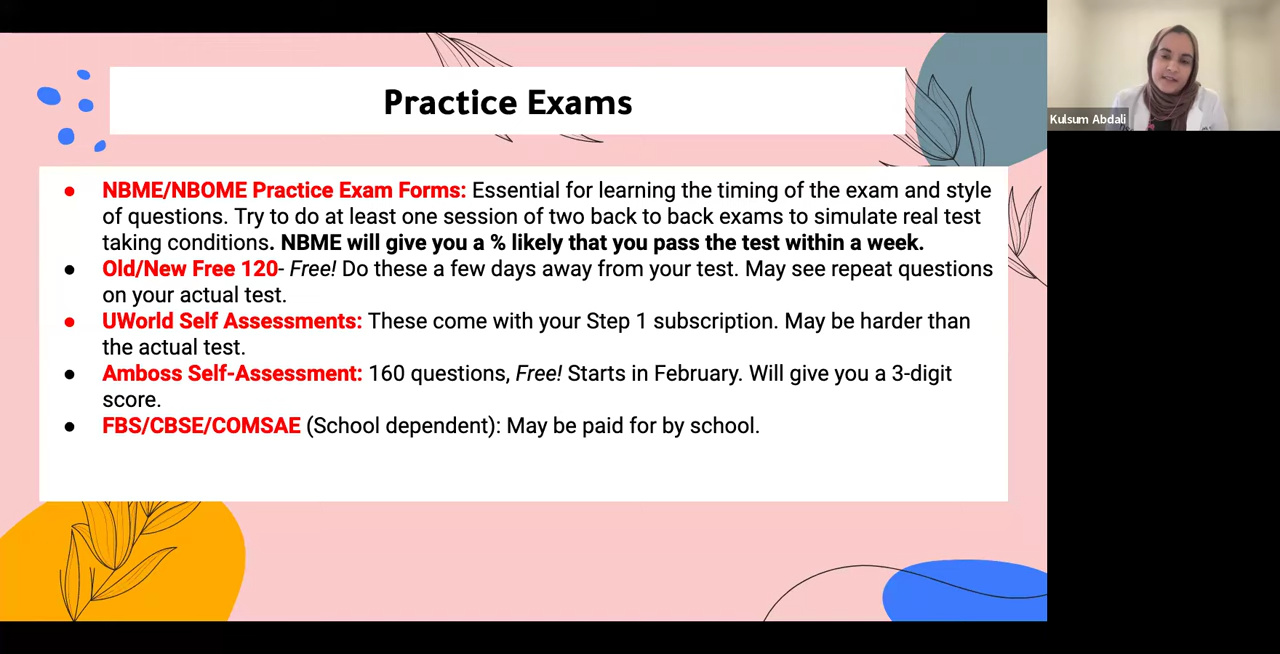 Practice Exams
Kulsum Abdali
● NBME/NBOME Practice Exam Forms: Essential for learning the timing of the exam and style
of questions. Try to do at least one session of two back to back exams to simulate real test
taking conditions. NBME will give you a % likely that you pass the test within a week.
● Old/New Free 120- Free! Do these a few days away from your test. May see repeat questions
on your actual test.
● UWorld Self Assessments: These come with your Step 1 subscription. May be harder than
the actual test.
● Amboss Self-Assessment: 160 questions, Free! Starts in February. Will give you a 3-digit
score.
● FBS/CBSE/COMSAE (School dependent): May be paid for by school.